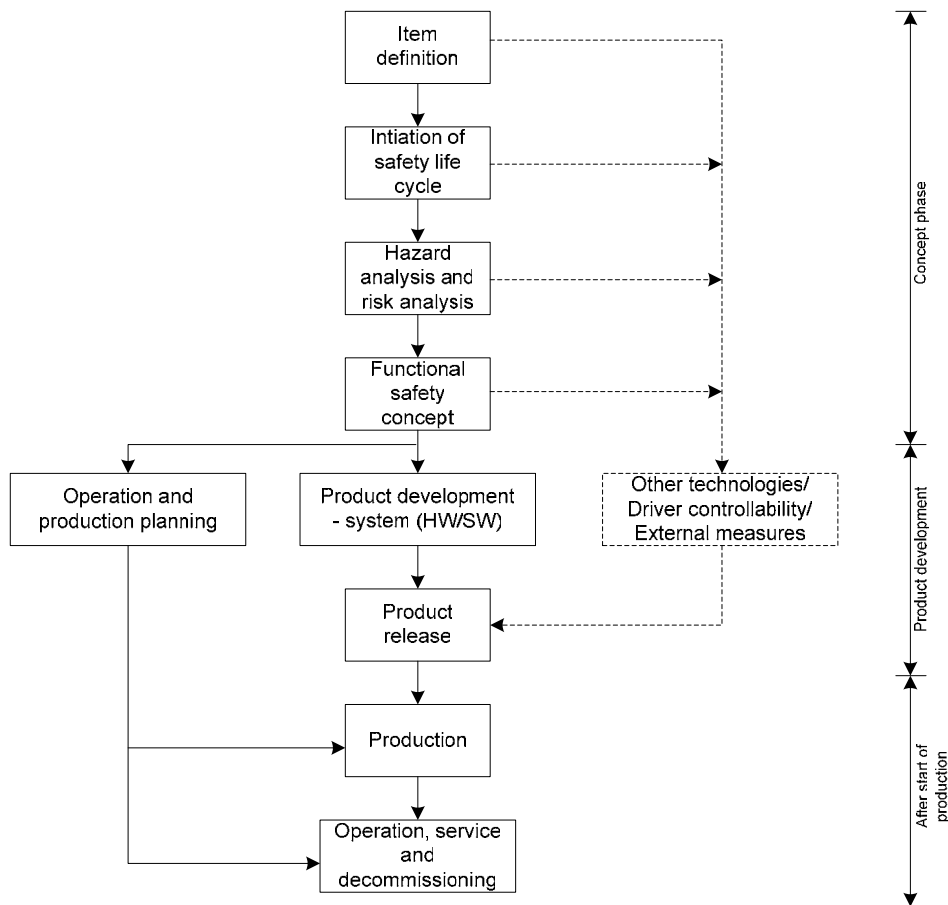 Item
definition
Intiation of
safety life
cycle
Hazard
analysis and
risk analysis
Functional
safety
concept
Operation and
production planning
Product development
- system (HW/SW)
Other technologies/
Driver controllability/
External measures
Product
release
Production
Operation, service
and
decommissioning
Concept phase
Product development
After start of
production